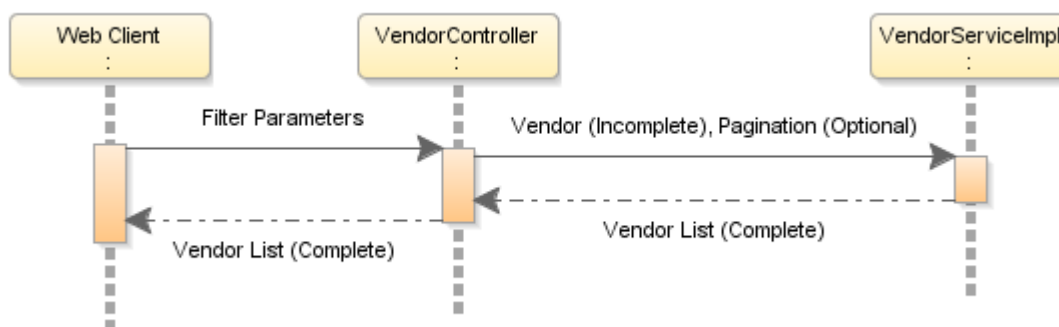 Web Client
:
VendorController
:
VendorServiceImpl
:
Filter Parameters
Vendor (Incomplete), Pagination (Optional)
Vendor List (Complete)
Vendor List (Complete)